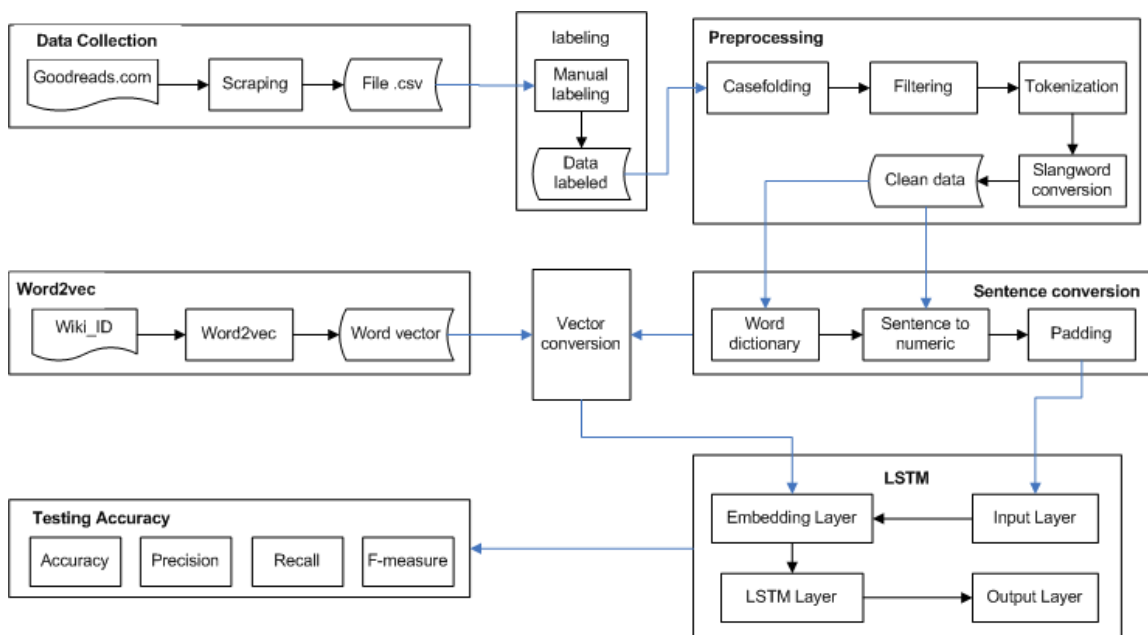 Data Collection
Goodreads.com
Scraping
File .csv
labeling
Manual
labeling
Data
labeled
Preprocessing
Casefolding
Filtering
Tokenization
Clean data
Slangword
conversion
Word2vec
Wiki_ID
Word2vec
Word vector
Vector
conversion
Sentence conversion
Word
dictionary
Sentence to
numeric
Padding
LSTM
Embedding Layer
Input Layer
LSTM Layer
Output Layer
Testing Accuracy
Accuracy
Precision
Recall
F-measure